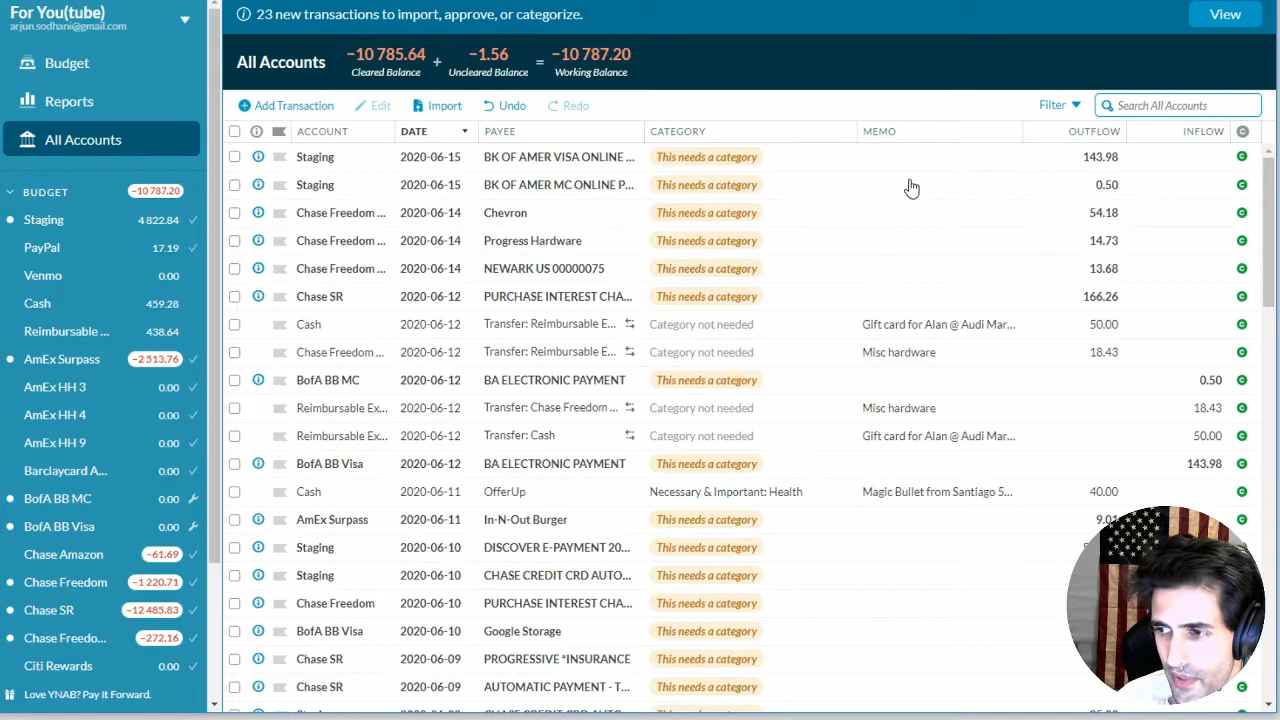 For You(tube)
arjun.sodhani@gmail.com
Budget
Reports
All Accounts
BUDGET −10 787.20
Staging 4 822.84
PayPal 17.19
Venmo 0.00
Cash 459.28
Reimbursable ... 438.64
AmEx Surpass −2 513.76
AmEx HH 3 0.00
AmEx HH 4 0.00
AmEx HH 9 0.00
Barclaycard A... 0.00
BofA BB MC 0.00
BofA BB Visa 0.00
Chase Amazon −61.69
Chase Freedom −1 220.71
Chase SR −12 485.83
Chase Freedo... −272.16
Citi Rewards 0.00
Love YNAB? Pay It Forward.
23 new transactions to import, approve, or categorize. View
All Accounts −10 785.64 + −1.56 = −10 787.20
Cleared Balance Uncleared Balance Working Balance
Add Transaction Edit Import Undo Redo Filter Search All Accounts
ACCOUNT DATE PAYEE CATEGORY MEMO OUTFLOW INFLOW C
Staging 2020-06-15 BK OF AMER VISA ONLINE ... This needs a category 143.98 C
Staging 2020-06-15 BK OF AMER MC ONLINE P... This needs a category 0.50 C
Chase Freedom ... 2020-06-14 Chevron This needs a category 54.18 C
Chase Freedom ... 2020-06-14 Progress Hardware This needs a category 14.73 C
Chase Freedom ... 2020-06-14 NEWARK US 00000075 This needs a category 13.68 C
Chase SR 2020-06-12 PURCHASE INTEREST CHA... This needs a category 166.26 C
Cash 2020-06-12 Transfer: Reimbursable E... Category not needed Gift card for Alan @ Audi Mar... 50.00 C
Chase Freedom ... 2020-06-12 Transfer: Reimbursable E... Category not needed Misc hardware 18.43 C
BofA BB MC 2020-06-12 BA ELECTRONIC PAYMENT This needs a category 0.50 C
Reimbursable Ex... 2020-06-12 Transfer: Chase Freedom ... Category not needed Misc hardware 18.43 C
Reimbursable Ex... 2020-06-12 Transfer: Cash Category not needed Gift card for Alan @ Audi Mar... 50.00 C
BofA BB Visa 2020-06-12 BA ELECTRONIC PAYMENT This needs a category 143.98 C
Cash 2020-06-11 OfferUp Necessary & Important: Health Magic Bullet from Santiago 5... 40.00 C
AmEx Surpass 2020-06-11 In-N-Out Burger This needs a category 9.01 C
Staging 2020-06-10 DISCOVER E-PAYMENT 20... This needs a category
Staging 2020-06-10 CHASE CREDIT CRD AUTO... This needs a category
Chase Freedom 2020-06-10 PURCHASE INTEREST CHA... This needs a category
BofA BB Visa 2020-06-10 Google Storage This needs a category
Chase SR 2020-06-09 PROGRESSIVE *INSURANCE This needs a category
Chase SR 2020-06-09 AUTOMATIC PAYMENT - T... This needs a category